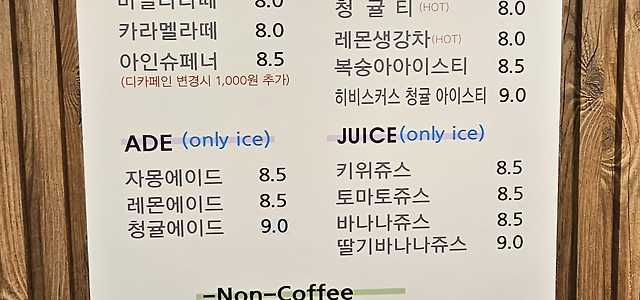 바닐라라떼 8.0
카라멜라떼 8.0
아인슈페너 8.5
(디카페인 변경시 1,000원 추가)
청 귤 티 (HOT) 8.0
레몬생강차(HOT) 8.0
복숭아아이스티 8.5
히비스커스 청귤 아이스티 9.0
ADE (only ice)
자몽에이드 8.5
레몬에이드 8.5
청귤에이드 9.0
JUICE(only ice)
키위쥬스 8.5
토마토쥬스 8.5
바나나쥬스 8.5
딸기바나나쥬스 9.0
-Non-Coffee